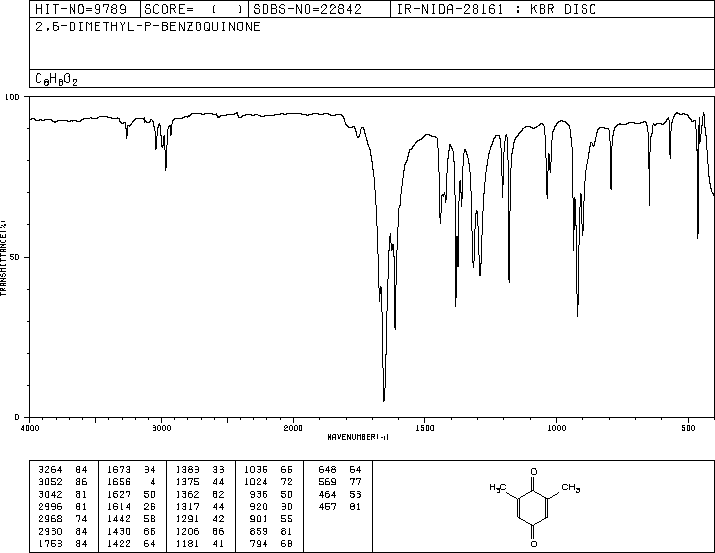 HIT-NO=9789 SCORE= ( ) SDBS-NO=22842 IR-NIDA-28161 : KBR DISC
2,6-DIMETHYL-P-BENZOQUINONE
C8H8O2
100
50
0
TRANSMITTANCE(%)
4000 3000 2000 1500 1000 500
WAVENUMBER(-1)
3264 84 1673 34 1383 33 1036 66 648 64
3052 86 1656 4 1375 44 1024 72 569 77
3042 81 1627 50 1362 62 936 50 464 53
2996 81 1614 26 1317 44 920 30 457 81
2968 74 1442 58 1291 42 901 55
2930 84 1430 66 1206 66 859 81
1763 84 1422 64 1181 41 794 68
O
H3C CH3
O